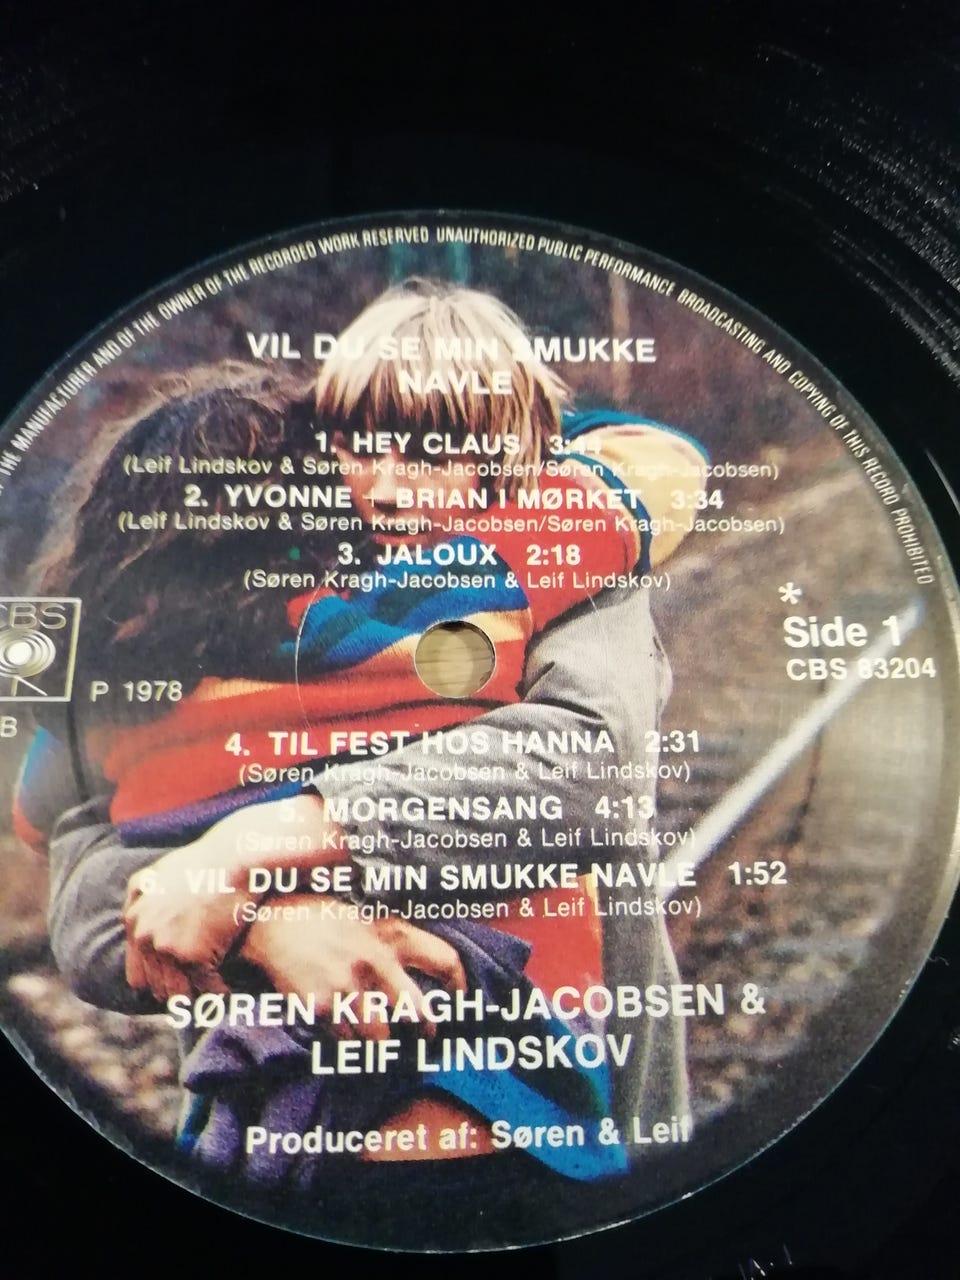 THE MANUFACTURER AND OF THE OWNER OF THE RECORDED WORK RESERVED UNAUTHORIZED PUBLIC PERFORMANCE BROADCASTING AND COPYING OF THIS RECORD PROHIBITED
VIL DU SE MIN SMUKKE
NAVLE
1. HEY CLAUS 3:44
(Leif Lindskov & Søren Kragh-Jacobsen/Søren Kragh-Jacobsen)
2. YVONNE + BRIAN I MØRKET 3:34
(Leif Lindskov & Søren Kragh-Jacobsen/Søren Kragh-Jacobsen)
3. JALOUX 2:18
(Søren Kragh-Jacobsen & Leif Lindskov)
CBS
*
Side 1
CBS 83204
P 1978
B
4. TIL FEST HOS HANNA 2:31
(Søren Kragh-Jacobsen & Leif Lindskov)
5. MORGENSANG 4:13
(Søren Kragh-Jacobsen & Leif Lindskov)
6. VIL DU SE MIN SMUKKE NAVLE 1:52
(Søren Kragh-Jacobsen & Leif Lindskov)
SØREN KRAGH-JACOBSEN &
LEIF LINDSKOV
Produceret af: Søren & Leif